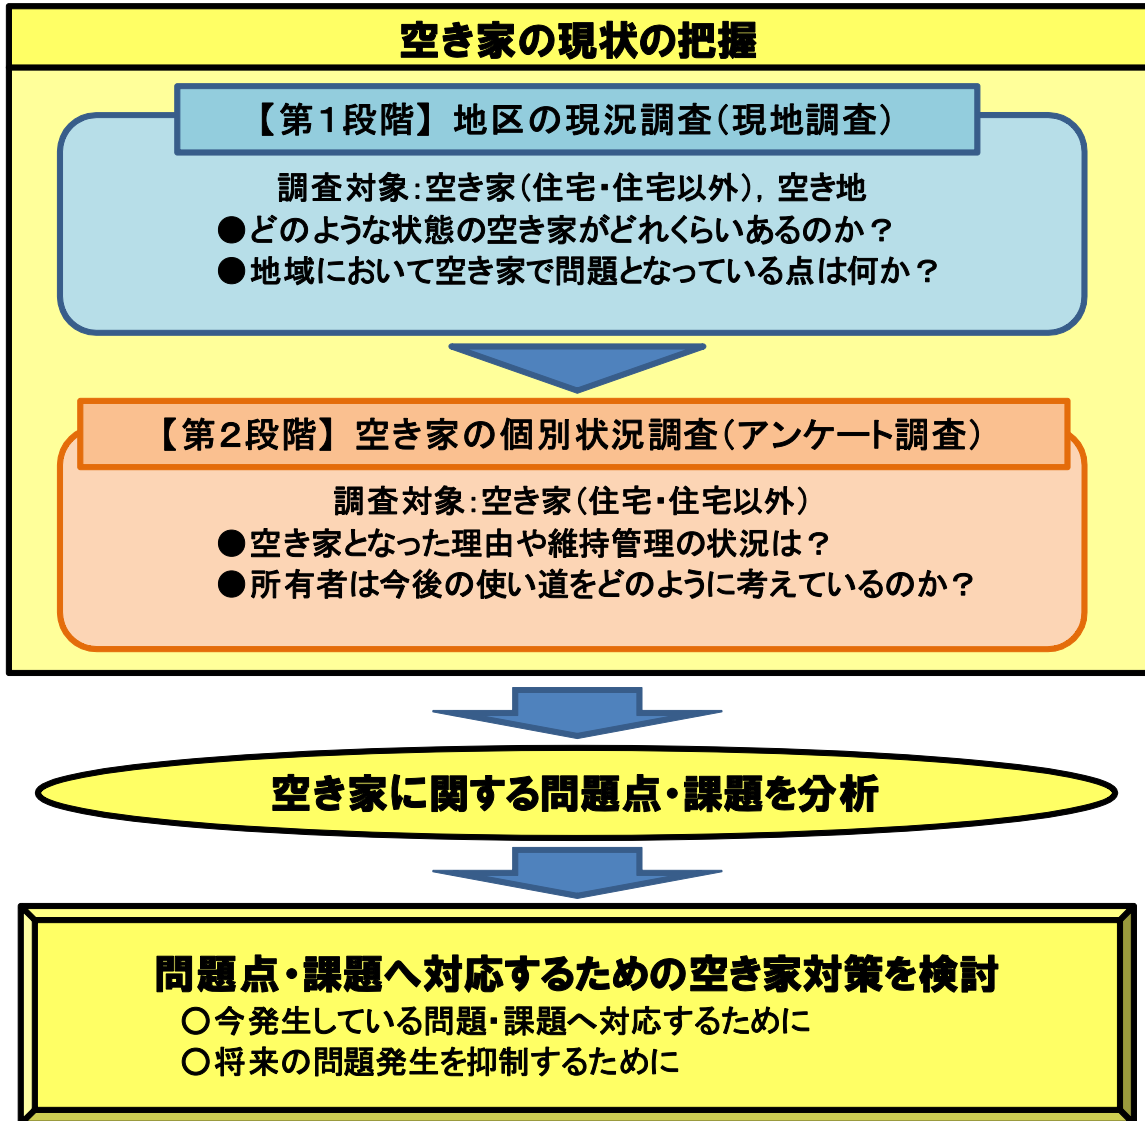 空き家の現状の把握
【第１段階】 地区の現況調査（現地調査）
調査対象：空き家（住宅・住宅以外），空き地
●どのような状態の空き家がどれくらいあるのか？
●地域において空き家で問題となっている点は何か？
【第２段階】 空き家の個別状況調査（アンケート調査）
調査対象：空き家（住宅・住宅以外）
●空き家となった理由や維持管理の状況は？
●所有者は今後の使い道をどのように考えているのか？
空き家に関する問題点・課題を分析
問題点・課題へ対応するための空き家対策を検討
○今発生している問題・課題へ対応するために
○将来の問題発生を抑制するために